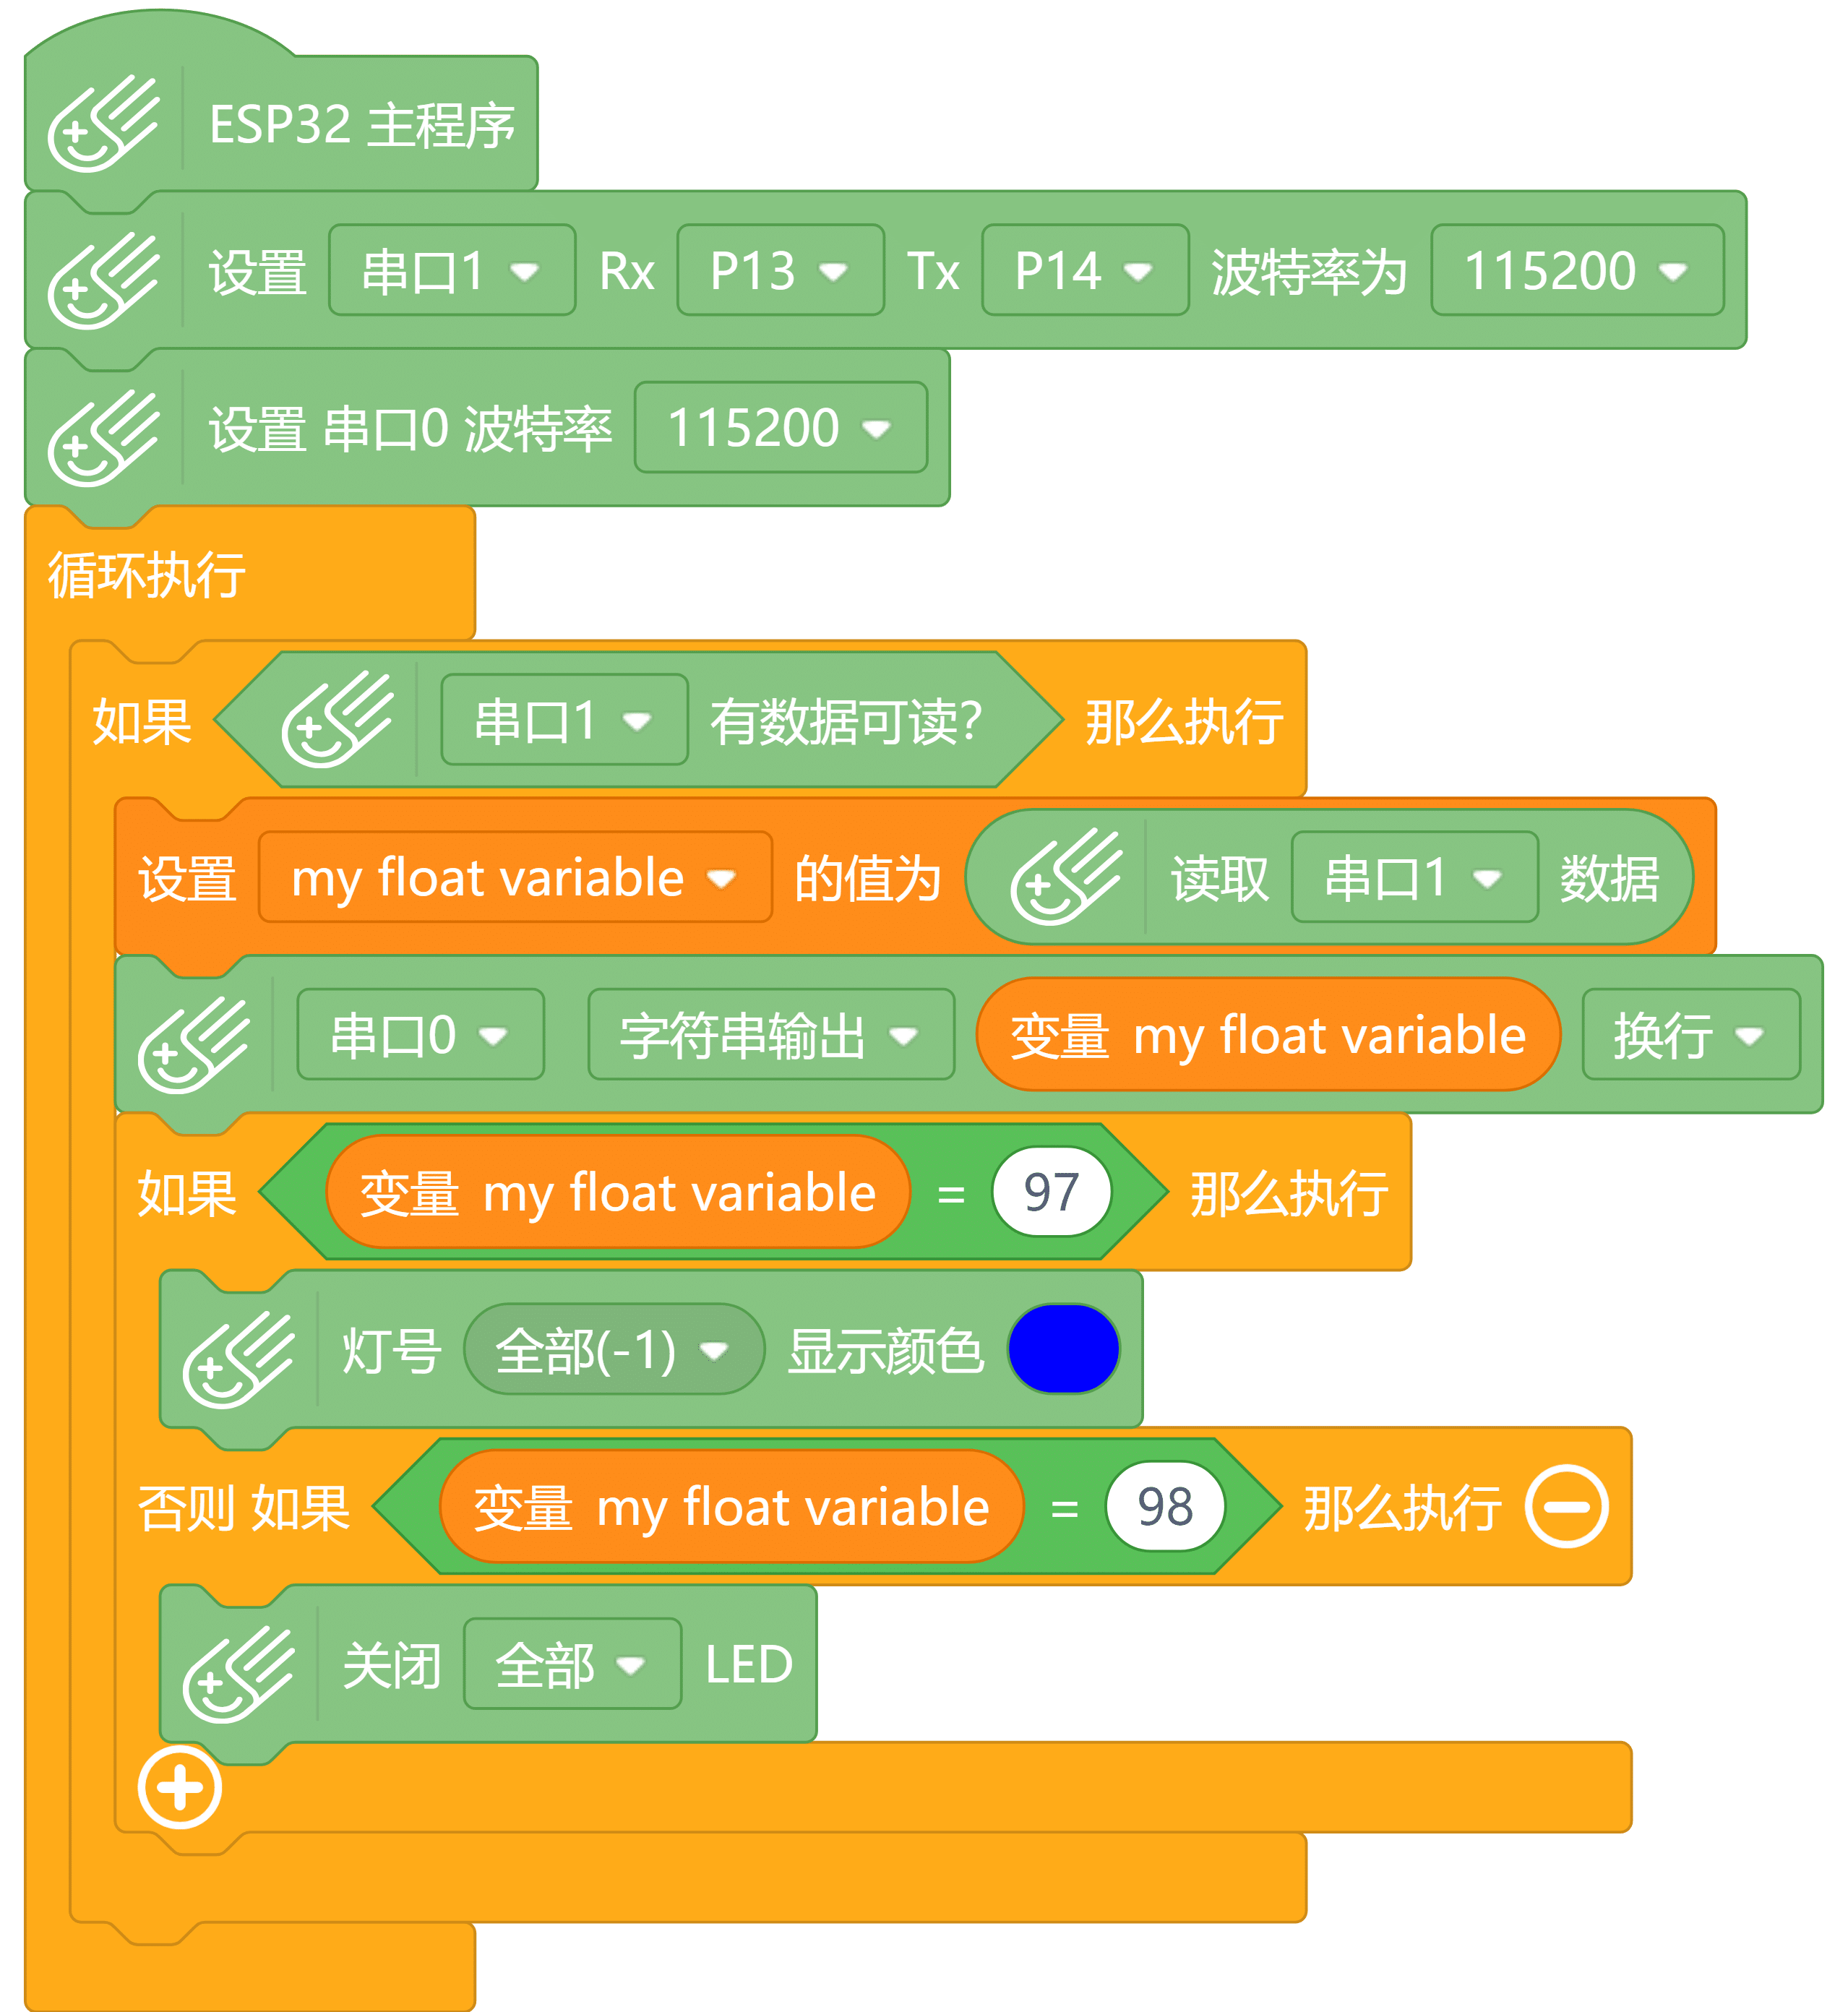 ESP32 主程序
设置 串口1 Rx P13 Tx P14 波特率为 115200
设置 串口0 波特率 115200
循环执行
如果 串口1 有数据可读? 那么执行
设置 my float variable 的值为 读取 串口1 数据
串口0 字符串输出 变量 my float variable 换行
如果 变量 my float variable = 97 那么执行
灯号 全部(-1) 显示颜色
否则 如果 变量 my float variable = 98 那么执行
关闭 全部 LED